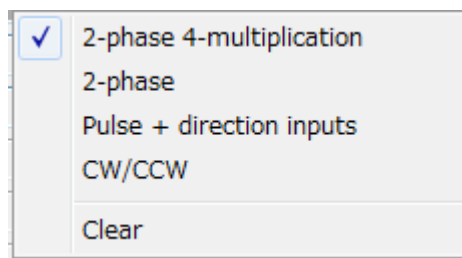 2-phase 4-multiplication
2-phase
Pulse + direction inputs
CW/CCW
Clear